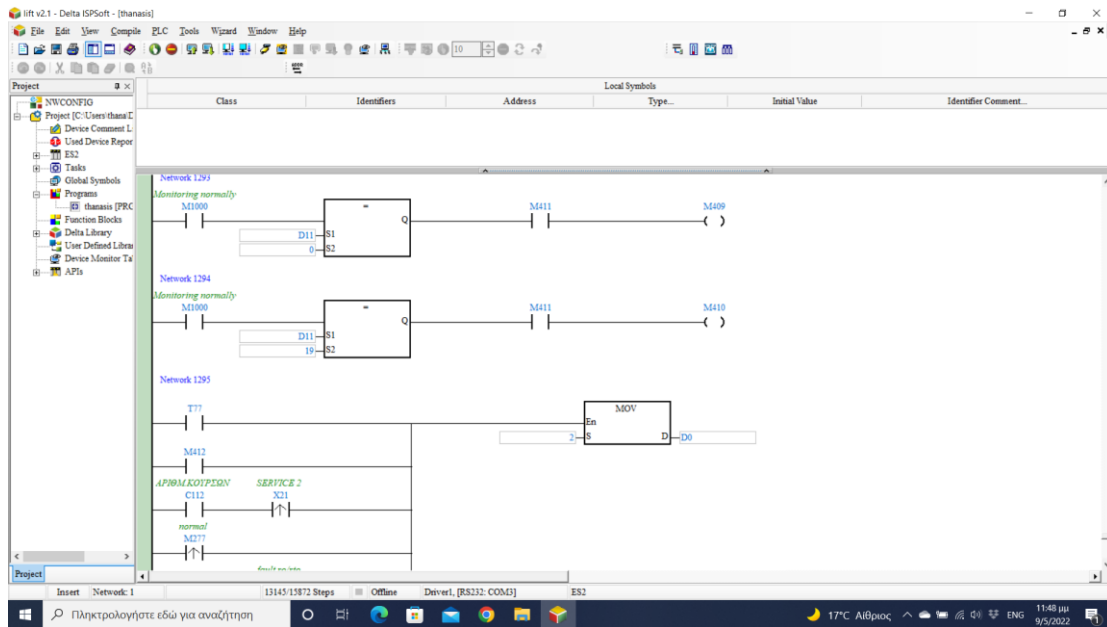 lift v2.1 - Delta ISPSoft - [thanasis]
File Edit View Compile PLC Tools Wizard Window Help
10
Project
NWCONFIG
Project [C:\Users\thana\D
Device Comment L
Used Device Repor
ES2
Tasks
Global Symbols
Programs
thanasis [PRC
Function Blocks
Delta Library
User Defined Librar
Device Monitor Ta
APIs
Project
Local Symbols
Class Identifiers Address Type... Initial Value Identifier Comment...
Network 1293
Monitoring normally
M1000 = M411 M409
Q
D11 S1
0 S2
Network 1294
Monitoring normally
M1000 = M411 M410
Q
D11 S1
19 S2
Network 1295
T77 MOV
En
2 S D D0
M412
ΑΡΙΘΜ.ΚΟΥΡΣΩΝ SERVICE 2
C112 X21
normal
M277
Insert Network: 1 13145/15872 Steps Offline Driver1, [RS232: COM3] ES2
Πληκτρολογήστε εδώ για αναζήτηση
17°C Αίθριος ENG 11:48 μμ
9/5/2022